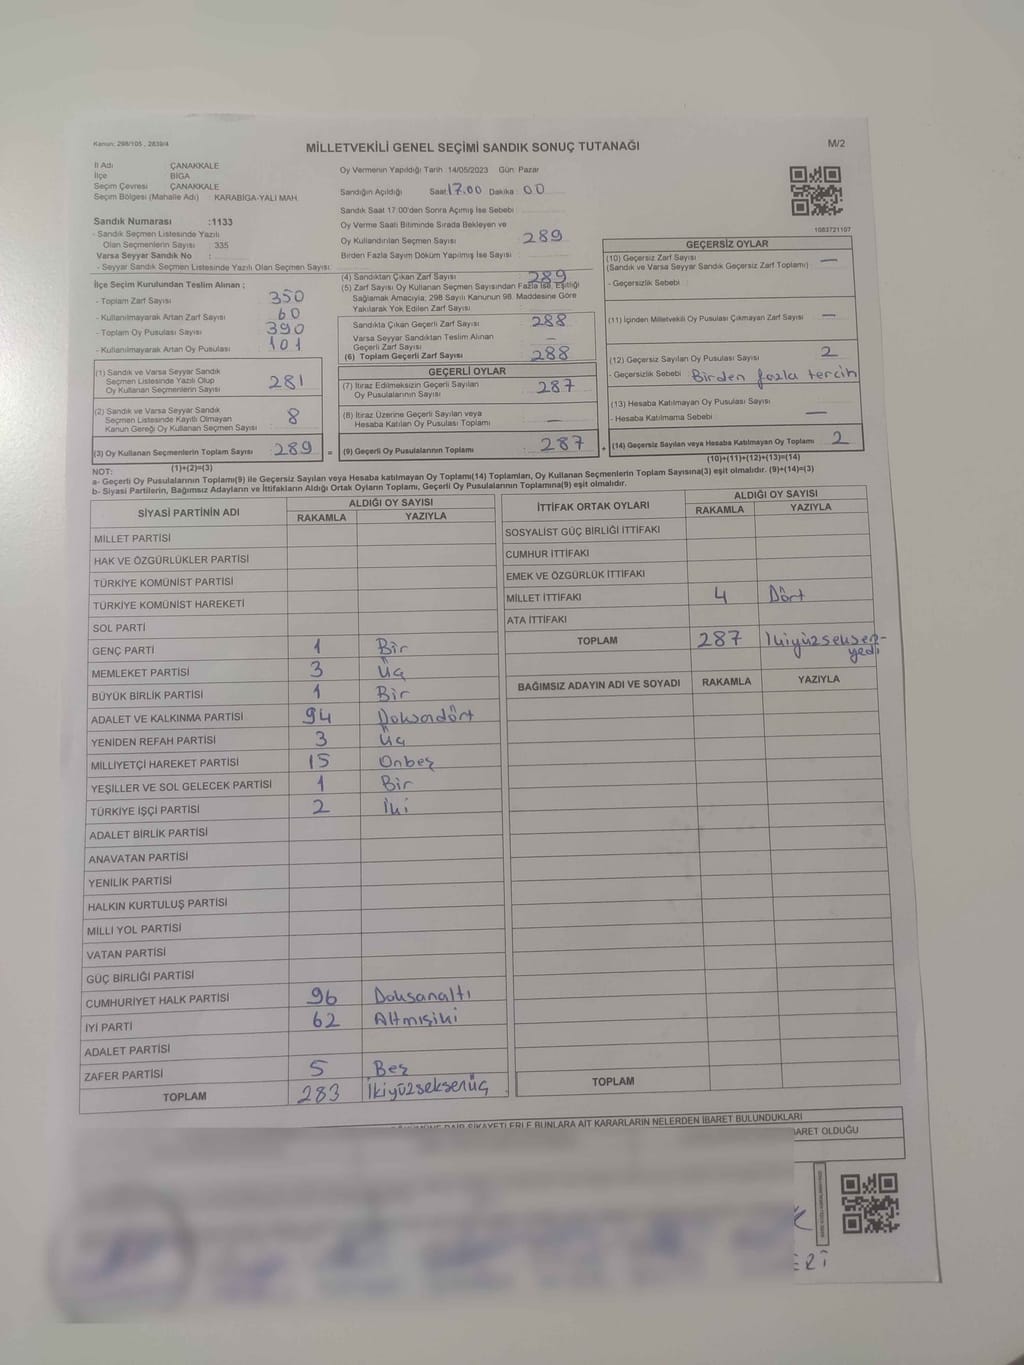 Kanun: 298/105 , 2839/4
MİLLETVEKİLİ GENEL SEÇİMİ SANDIK SONUÇ TUTANAĞI
M/2
İl Adı ÇANAKKALE
İlçe BİGA
Seçim Çevresi ÇANAKKALE
Seçim Bölgesi (Mahalle Adı) : KARABİGA-YALI MAH.
Sandık Numarası :1133
- Sandık Seçmen Listesinde Yazılı
Olan Seçmenlerin Sayısı : 335
Varsa Seyyar Sandık No :
- Seyyar Sandık Seçmen Listesinde Yazılı Olan Seçmen Sayısı:
Oy Vermenin Yapıldığı Tarih : 14/05/2023 Gün: Pazar
Sandığın Açıldığı Saat: 17.00 Dakika : 00
Sandık Saat 17:00'den Sonra Açılmış İse Sebebi :
Oy Verme Saati Bitiminde Sırada Bekleyen ve
Oy Kullandırılan Seçmen Sayısı : 289
Birden Fazla Sayım Döküm Yapılmış İse Sayısı :
1083721107
İlçe Seçim Kurulundan Teslim Alınan ;
- Toplam Zarf Sayısı 350
- Kullanılmayarak Artan Zarf Sayısı 60
- Toplam Oy Pusulası Sayısı 390
- Kullanılmayarak Artan Oy Pusulası 101
(1) Sandık ve Varsa Seyyar Sandık
Seçmen Listesinde Yazılı Olup
Oy Kullanan Seçmenlerin Sayısı : 281
(2) Sandık ve Varsa Seyyar Sandık
Seçmen Listesinde Kayıtlı Olmayan
Kanun Gereği Oy Kullanan Seçmen Sayısı : 8
(3) Oy Kullanan Seçmenlerin Toplam Sayısı : 289 =
(1)+(2)=(3)
(4) Sandıktan Çıkan Zarf Sayısı : 289
(5) Zarf Sayısı Oy Kullanan Seçmen Sayısından Fazla İse, Eşitliği
Sağlamak Amacıyla; 298 Sayılı Kanunun 98. Maddesine Göre
Yakılarak Yok Edilen Zarf Sayısı :
Sandıkta Çıkan Geçerli Zarf Sayısı : 288
Varsa Seyyar Sandıktan Teslim Alınan
Geçerli Zarf Sayısı : —
(6) Toplam Geçerli Zarf Sayısı : 288
GEÇERLİ OYLAR
(7) İtiraz Edilmeksizin Geçerli Sayılan
Oy Pusulalarının Sayısı : 287
(8) İtiraz Üzerine Geçerli Sayılan veya
Hesaba Katılan Oy Pusulası Toplamı : —
(9) Geçerli Oy Pusulalarının Toplamı : 287 +
GEÇERSİZ OYLAR
(10) Geçersiz Zarf Sayısı —
(Sandık ve Varsa Seyyar Sandık Geçersiz Zarf Toplamı)
- Geçersizlik Sebebi :
(11) İçinden Milletvekili Oy Pusulası Çıkmayan Zarf Sayısı : —
(12) Geçersiz Sayılan Oy Pusulası Sayısı : 2
- Geçersizlik Sebebi : Birden fazla tercih
(13) Hesaba Katılmayan Oy Pusulası Sayısı :
- Hesaba Katılmama Sebebi : —
(14) Geçersiz Sayılan veya Hesaba Katılmayan Oy Toplamı : 2
(10)+(11)+(12)+(13)=(14)
NOT:
a- Geçerli Oy Pusulalarının Toplamı(9) ile Geçersiz Sayılan veya Hesaba katılmayan Oy Toplamı(14) Toplamları, Oy Kullanan Seçmenlerin Toplam Sayısına(3) eşit olmalıdır. (9)+(14)=(3)
b- Siyasi Partilerin, Bağımsız Adayların ve İttifakların Aldığı Ortak Oyların Toplamı, Geçerli Oy Pusulalarının Toplamına(9) eşit olmalıdır.
SİYASİ PARTİNİN ADI
ALDIĞI OY SAYISI
RAKAMLA YAZIYLA
MİLLET PARTİSİ
HAK VE ÖZGÜRLÜKLER PARTİSİ
TÜRKİYE KOMÜNİST PARTİSİ
TÜRKİYE KOMÜNİST HAREKETİ
SOL PARTİ
GENÇ PARTİ 1 Bir
MEMLEKET PARTİSİ 3 Üç
BÜYÜK BİRLİK PARTİSİ 1 Bir
ADALET VE KALKINMA PARTİSİ 94 Doksadört
YENİDEN REFAH PARTİSİ 3 Üç
MİLLİYETÇİ HAREKET PARTİSİ 15 Onbeş
YEŞİLLER VE SOL GELECEK PARTİSİ 1 Bir
TÜRKİYE İŞÇİ PARTİSİ 2 İki
ADALET BİRLİK PARTİSİ
ANAVATAN PARTİSİ
YENİLİK PARTİSİ
HALKIN KURTULUŞ PARTİSİ
MİLLİ YOL PARTİSİ
VATAN PARTİSİ
GÜÇ BİRLİĞİ PARTİSİ
CUMHURİYET HALK PARTİSİ 96 Doksanaltı
İYİ PARTİ 62 Altmışiki
ADALET PARTİSİ
ZAFER PARTİSİ 5 Beş
TOPLAM 283 İkiyüzseksenüç
İTTİFAK ORTAK OYLARI
ALDIĞI OY SAYISI
RAKAMLA YAZIYLA
SOSYALİST GÜÇ BİRLİĞİ İTTİFAKI
CUMHUR İTTİFAKI
EMEK VE ÖZGÜRLÜK İTTİFAKI
MİLLET İTTİFAKI 4 Dört
ATA İTTİFAKI
TOPLAM 287 İkiyüzseksen-
yedi
BAĞIMSIZ ADAYIN ADI VE SOYADI RAKAMLA YAZIYLA
TOPLAM
ŞİKAYETLERLE BUNLARA AİT KARARLARIN NELERDEN İBARET BULUNDUKLARI
BARET OLDUĞU
ERİ